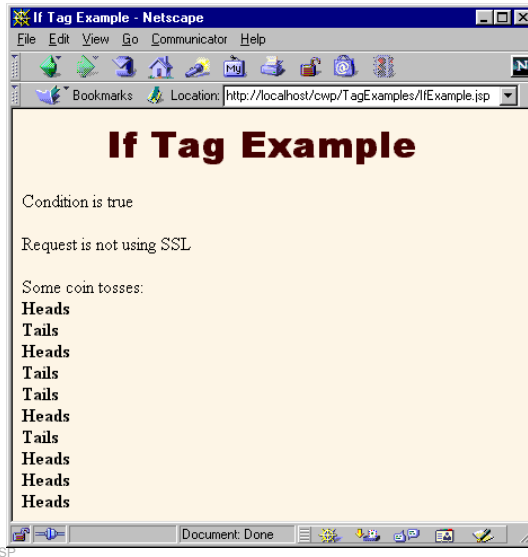 If Tag Example - Netscape
File Edit View Go Communicator Help
My
N
Bookmarks Location: http://localhost/cwp/TagExamples/IfExample.jsp
If Tag Example
Condition is true
Request is not using SSL
Some coin tosses:
Heads
Tails
Heads
Tails
Tails
Heads
Tails
Heads
Heads
Heads
Document: Done
SP